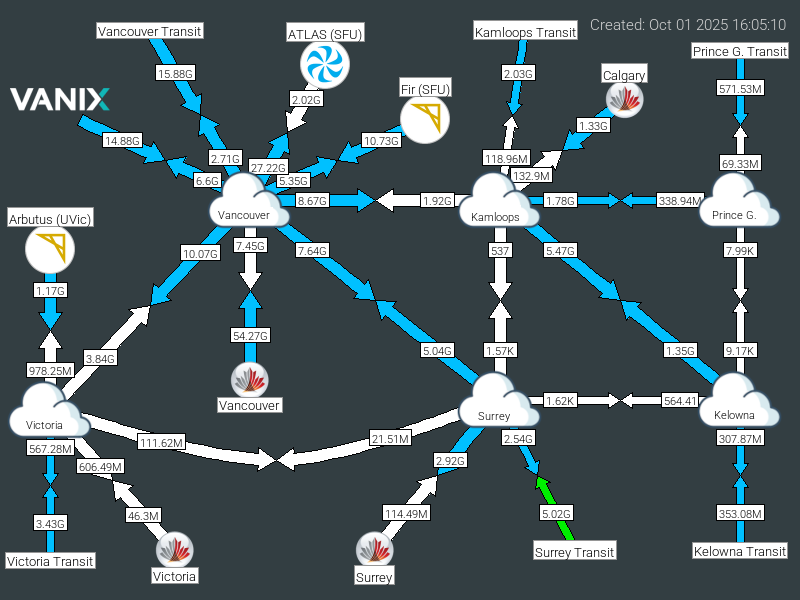 Created: Oct 01 2025 16:05:10
Vancouver Transit
ATLAS (SFU)
Kamloops Transit
Prince G. Transit
15.88G
2.02G
2.03G
Calgary
571.53M
VANIX
Fir (SFU)
14.88G
10.73G
1.33G
2.71G
27.22G
118.96M
69.33M
6.6G
5.35G
132.9M
8.67G
1.92G
1.78G
338.94M
Arbutus (UVic)
Vancouver
Kamloops
Prince G.
10.07G
7.45G
7.64G
537
5.47G
7.99K
1.17G
54.27G
5.04G
1.57K
1.35G
9.17K
3.84G
978.25M
Vancouver
1.62K
564.41
Victoria
Surrey
Kelowna
111.62M
21.51M
567.28M
2.54G
307.87M
606.49M
2.92G
3.43G
46.3M
114.49M
5.02G
353.08M
Victoria Transit
Victoria
Surrey
Surrey Transit
Kelowna Transit